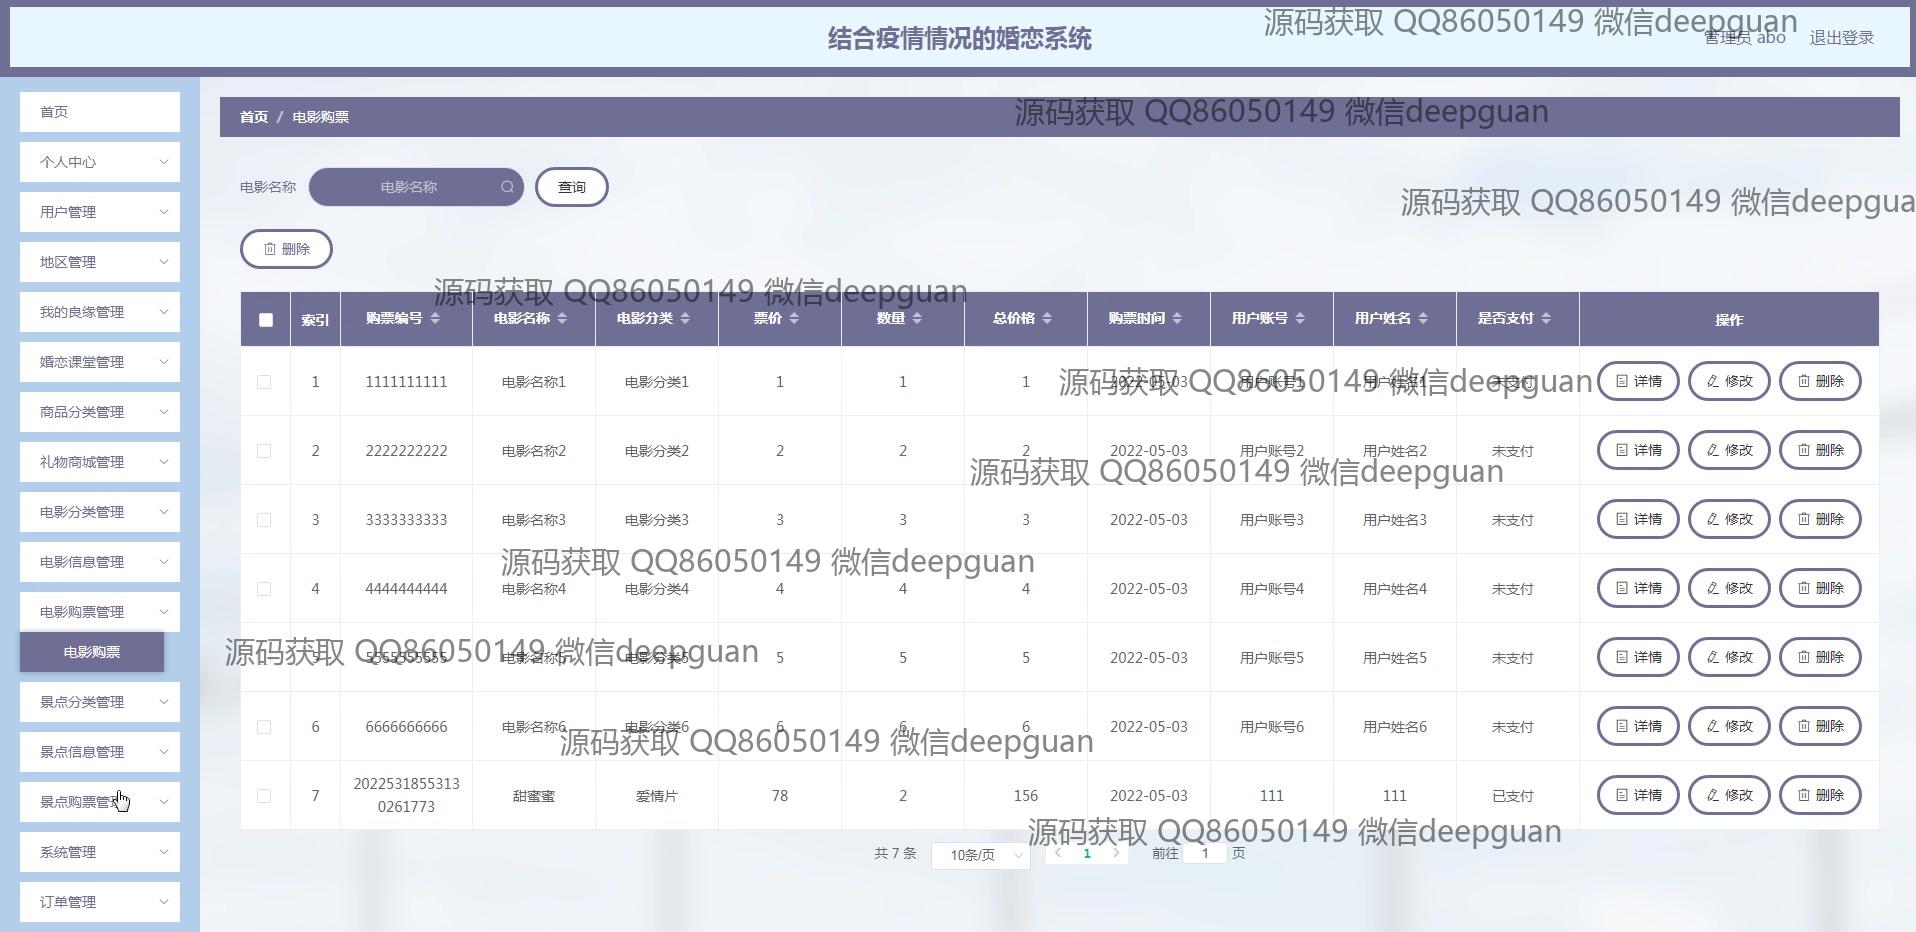 结合疫情情况的婚恋系统
源码获取 QQ86050149 微信deepguan
管理员 abo 退出登录
首页
个人中心
用户管理
地区管理
我的良缘管理
婚恋课堂管理
商品分类管理
礼物商城管理
电影分类管理
电影信息管理
电影购票管理
电影购票
景点分类管理
景点信息管理
景点购票管理
系统管理
订单管理
首页 / 电影购票
源码获取 QQ86050149 微信deepguan
电影名称 电影名称 查询
源码获取 QQ86050149 微信deepgua
删除
源码获取 QQ86050149 微信deepguan
索引 购票编号 电影名称 电影分类 票价 数量 总价格 购票时间 用户账号 用户姓名 是否支付 操作
1 1111111111 电影名称1 电影分类1 1 1 1 2022-05-03 用户账号1 用户姓名1 未支付 详情 修改 删除
源码获取 QQ86050149 微信deepguan
2 2222222222 电影名称2 电影分类2 2 2 2 2022-05-03 用户账号2 用户姓名2 未支付 详情 修改 删除
源码获取 QQ86050149 微信deepguan
3 3333333333 电影名称3 电影分类3 3 3 3 2022-05-03 用户账号3 用户姓名3 未支付 详情 修改 删除
源码获取 QQ86050149 微信deepguan
4 4444444444 电影名称4 电影分类4 4 4 4 2022-05-03 用户账号4 用户姓名4 未支付 详情 修改 删除
源码获取 QQ86050149 微信deepguan
5 5555555555 电影名称5 电影分类5 5 5 5 2022-05-03 用户账号5 用户姓名5 未支付 详情 修改 删除
6 6666666666 电影名称6 电影分类6 6 6 6 2022-05-03 用户账号6 用户姓名6 未支付 详情 修改 删除
源码获取 QQ86050149 微信deepguan
7 2022531855313 甜蜜蜜 爱情片 78 2 156 2022-05-03 111 111 已支付 详情 修改 删除
0261773
源码获取 QQ86050149 微信deepguan
共 7 条 10条/页 1 前往 1 页